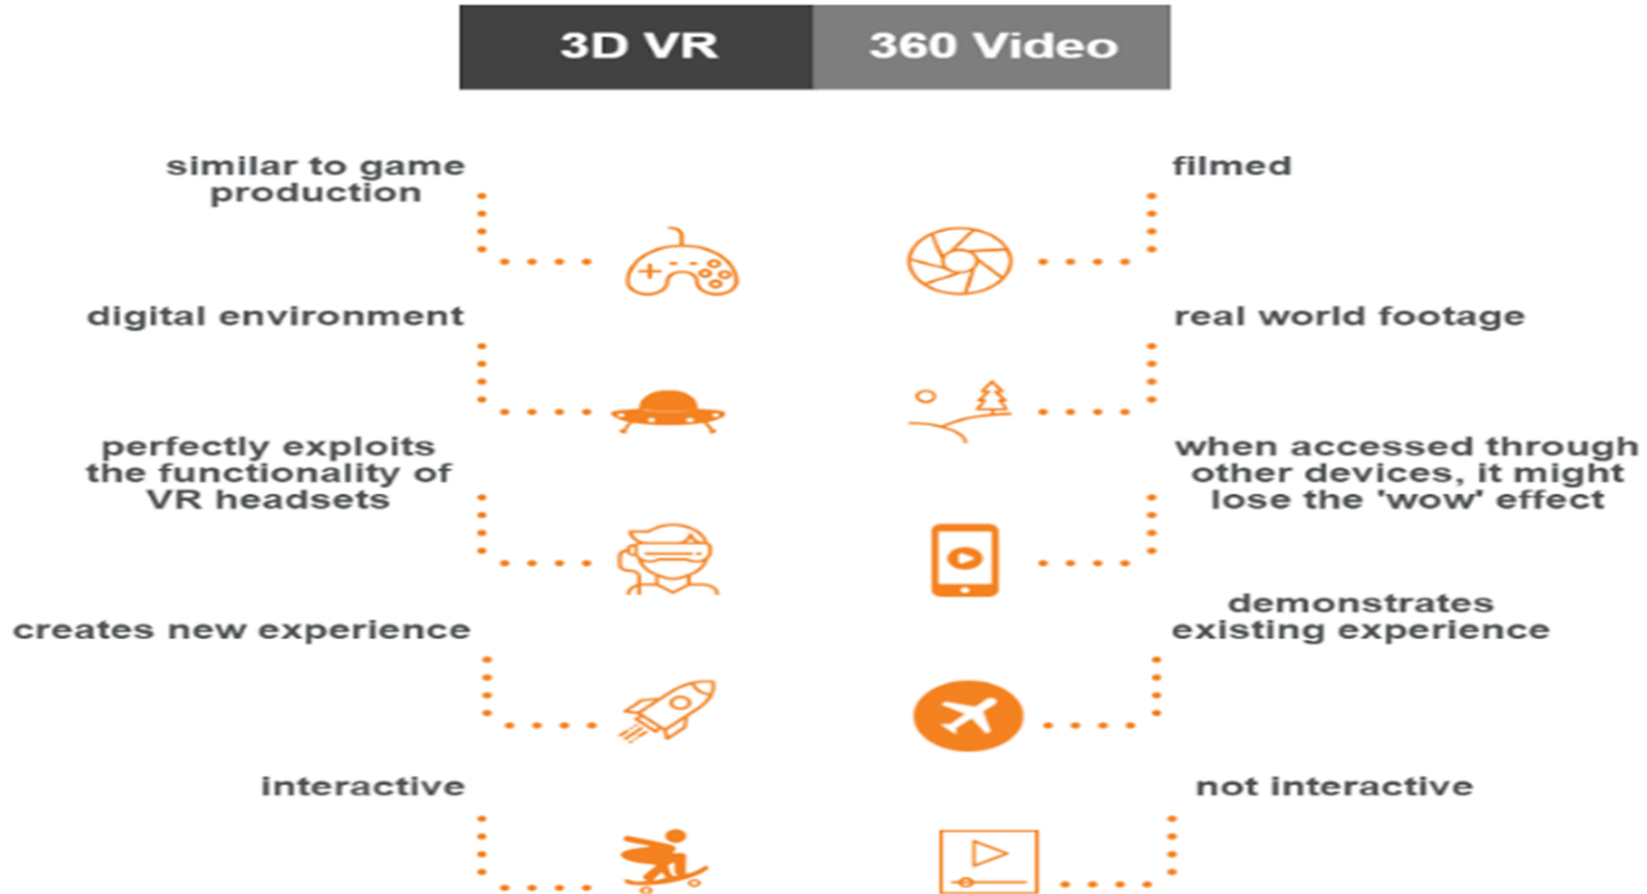 3D VR
360 Video
similar to game
production
filmed
digital environment
real world footage
perfectly exploits
the functionality of
VR headsets
when accessed through
other devices, it might
lose the 'wow' effect
creates new experience
demonstrates
existing experience
interactive
not interactive